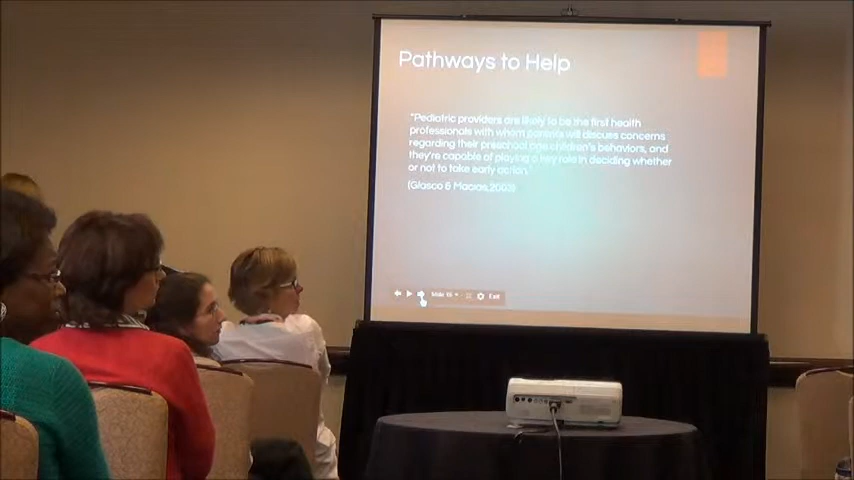 Pathways to Help
"Pediatric providers are likely to be the first health
professionals with whom parents will discuss concerns
regarding their preschool age children's behaviors, and
they're capable of playing a key role in deciding whether
or not to take early action."
(Glasco & Macias, 2003)
Slide 15
Exit